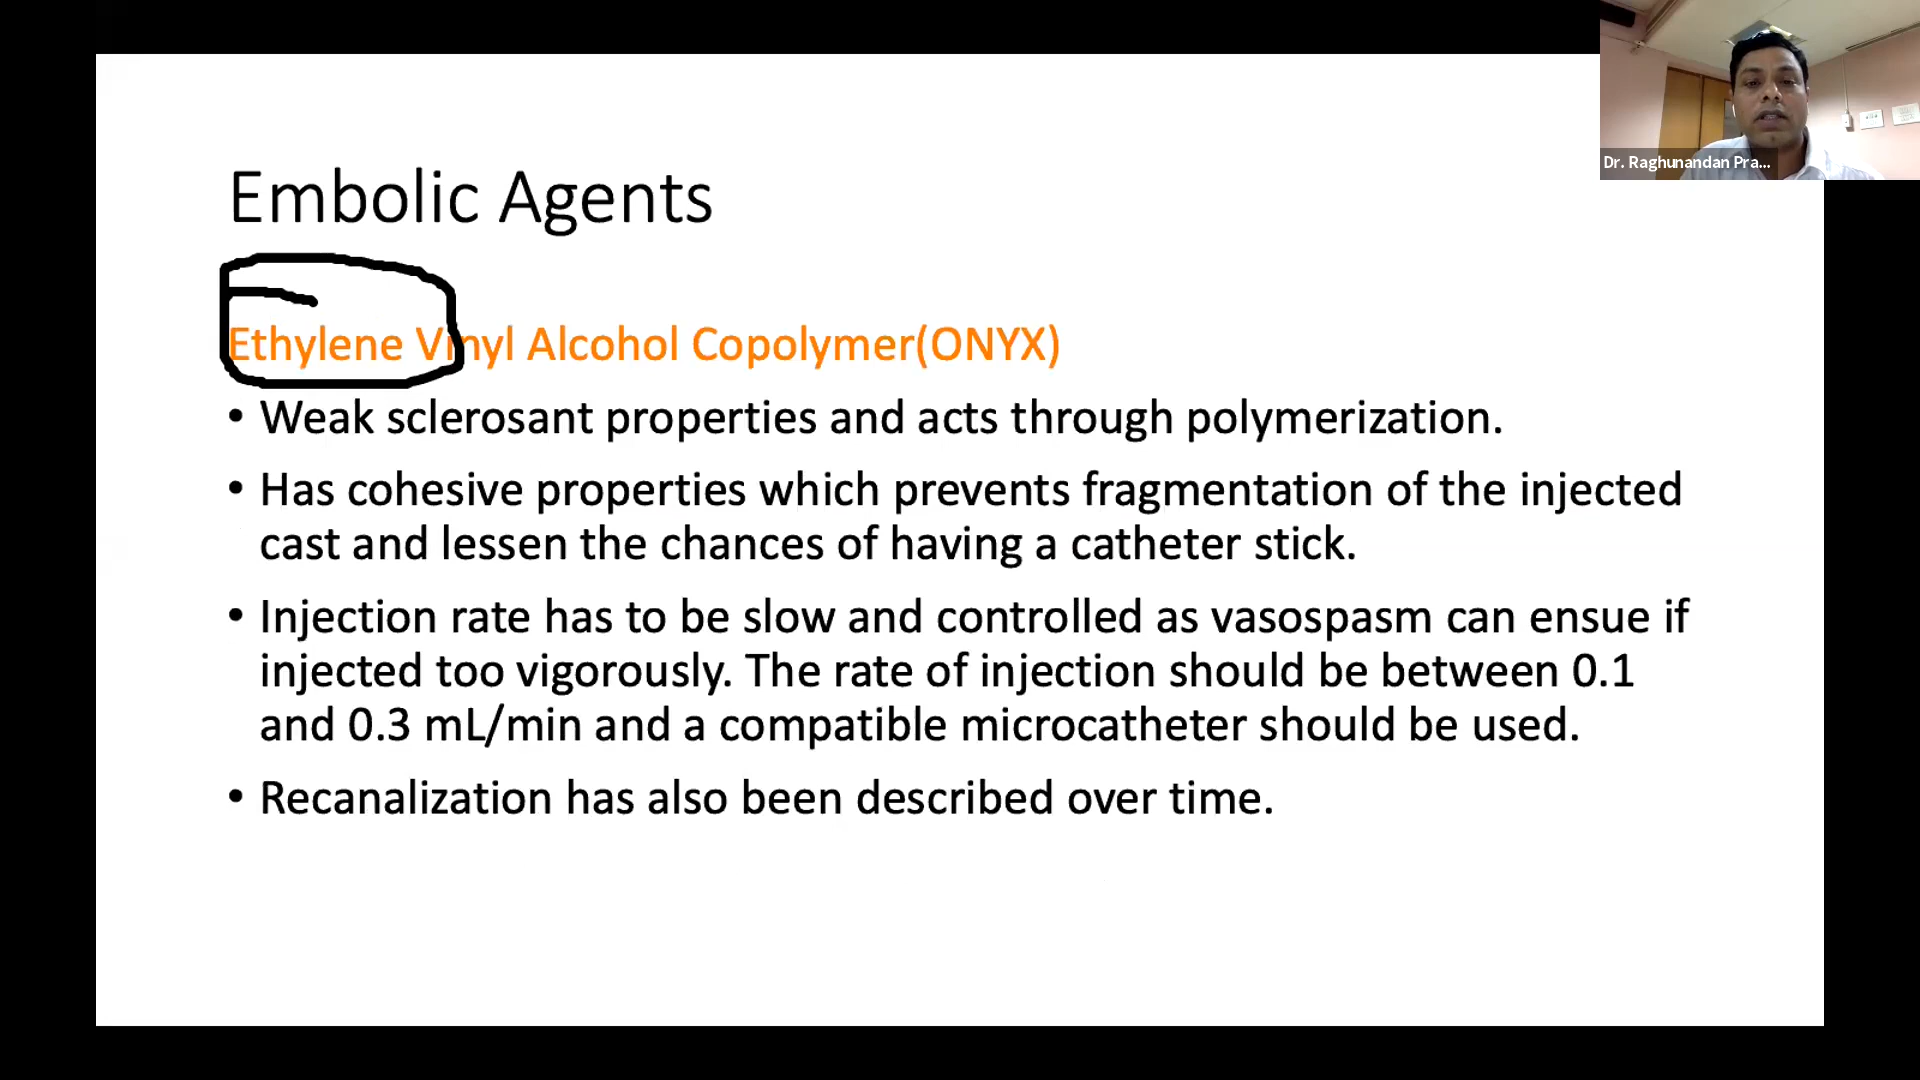 Dr. Raghunandan Pra...
Embolic Agents
Ethylene Vinyl Alcohol Copolymer(ONYX)
• Weak sclerosant properties and acts through polymerization.
• Has cohesive properties which prevents fragmentation of the injected
cast and lessen the chances of having a catheter stick.
• Injection rate has to be slow and controlled as vasospasm can ensue if
injected too vigorously. The rate of injection should be between 0.1
and 0.3 mL/min and a compatible microcatheter should be used.
• Recanalization has also been described over time.